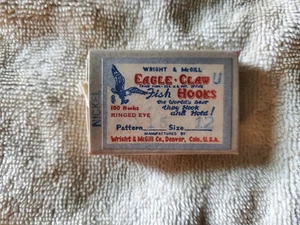 WRIGHT & McGILL
EAGLE · CLAW
Fish HOOKS
the World's best
they Hook
and Hold!
100 Hooks
RINGED EYE
Pattern Size 12
MANUFACTURED BY
Wright & McGill Co., Denver, Colo., U.S.A.